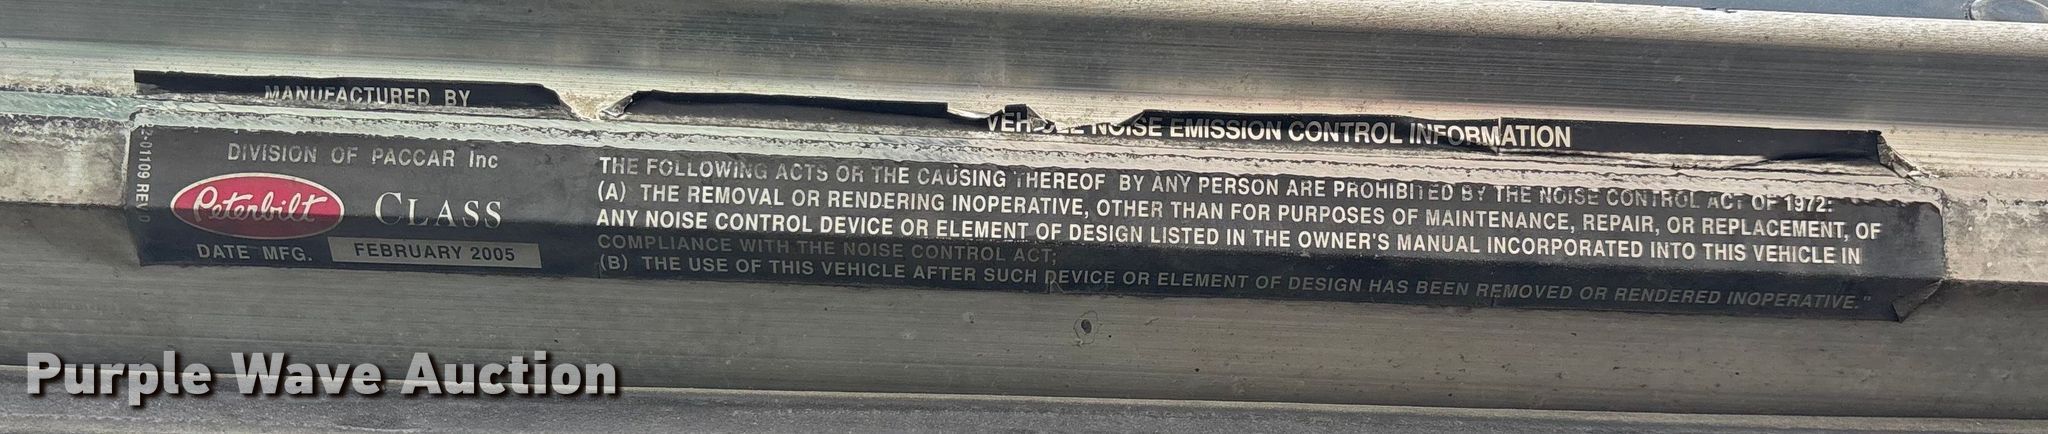 MANUFACTURED BY
DIVISION OF PACCAR Inc
Peterbilt CLASS
DATE MFG. FEBRUARY 2005
VEHICLE NOISE EMISSION CONTROL INFORMATION
THE FOLLOWING ACTS OR THE CAUSING THEREOF BY ANY PERSON ARE PROHIBITED BY THE NOISE CONTROL ACT OF 1972:
(A) THE REMOVAL OR RENDERING INOPERATIVE, OTHER THAN FOR PURPOSES OF MAINTENANCE, REPAIR, OR REPLACEMENT, OF
ANY NOISE CONTROL DEVICE OR ELEMENT OF DESIGN LISTED IN THE OWNER'S MANUAL INCORPORATED INTO THIS VEHICLE IN
COMPLIANCE WITH THE NOISE CONTROL ACT;
(B) THE USE OF THIS VEHICLE AFTER SUCH DEVICE OR ELEMENT OF DESIGN HAS BEEN REMOVED OR RENDERED INOPERATIVE."
Purple Wave Auction